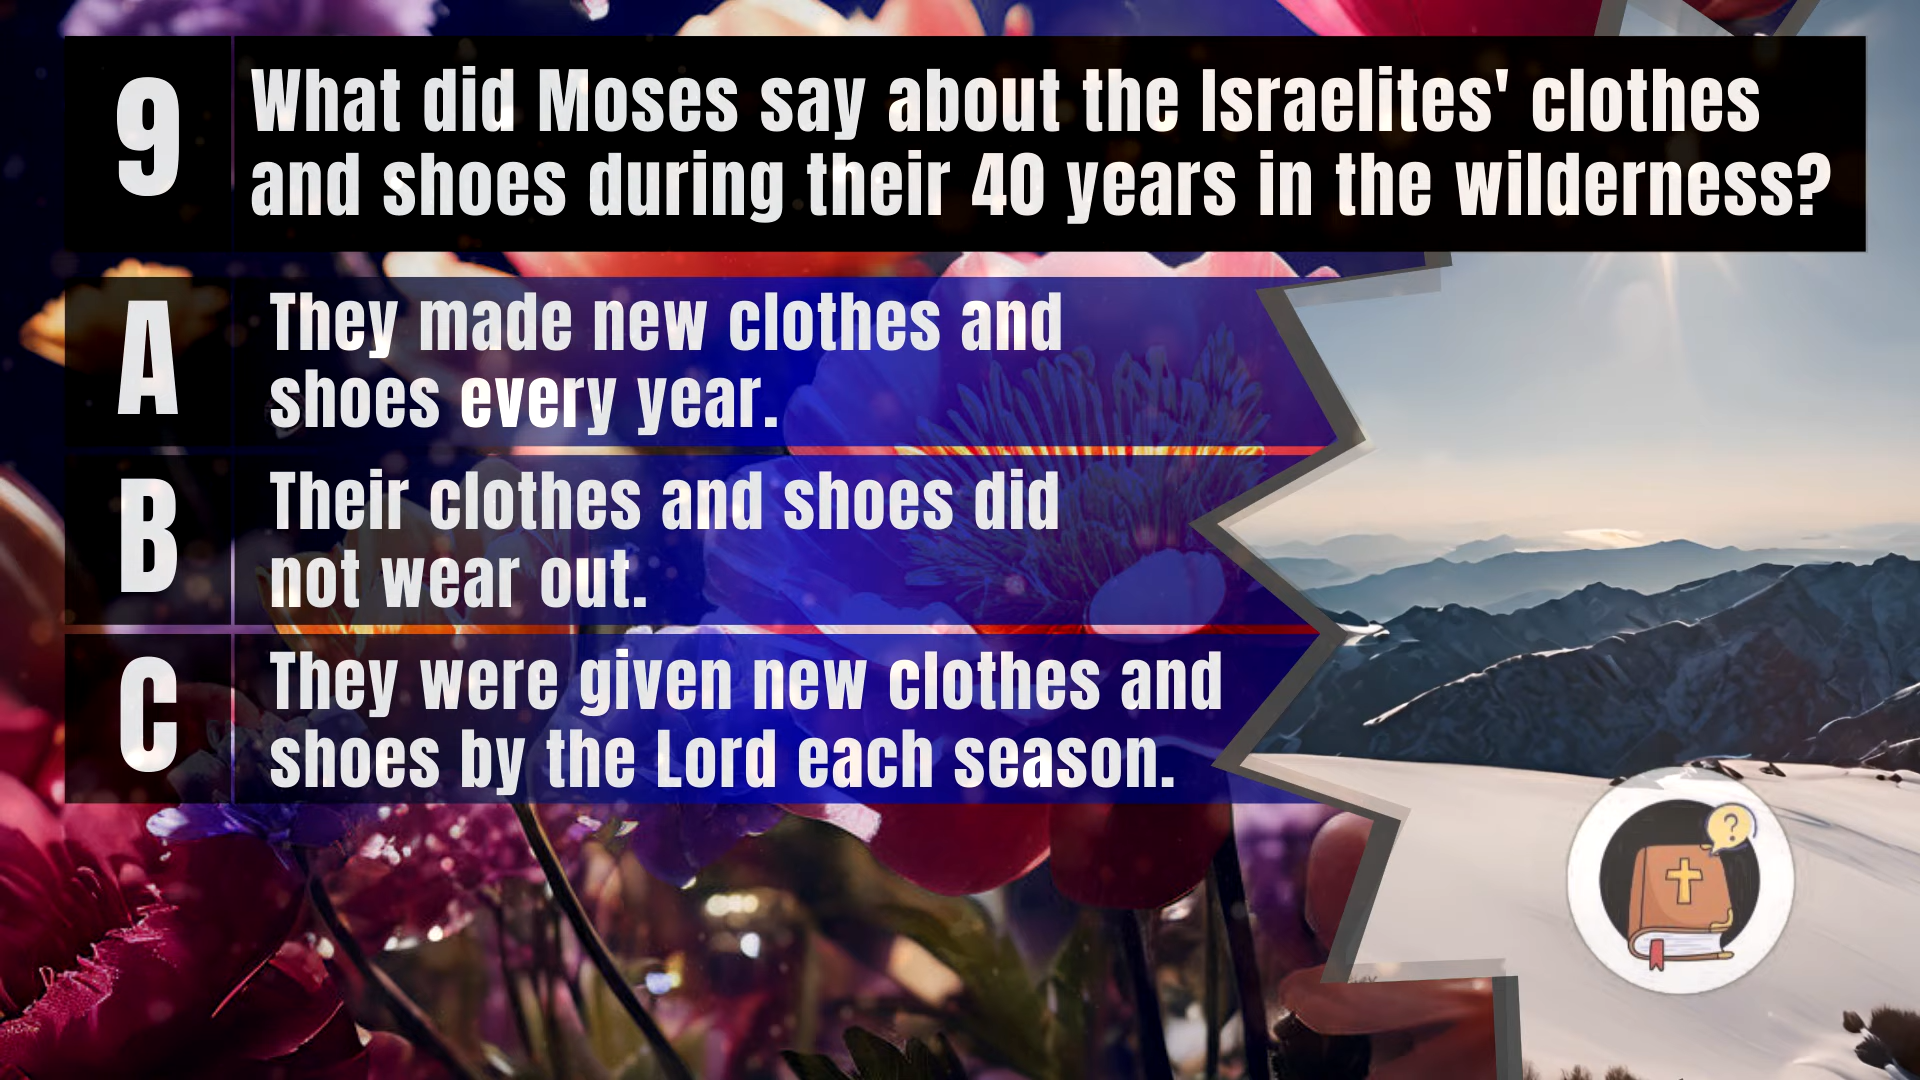 9
What did Moses say about the Israelites' clothes
and shoes during their 40 years in the wilderness?
A
They made new clothes and
shoes every year.
B
Their clothes and shoes did
not wear out.
C
They were given new clothes and
shoes by the Lord each season.
?